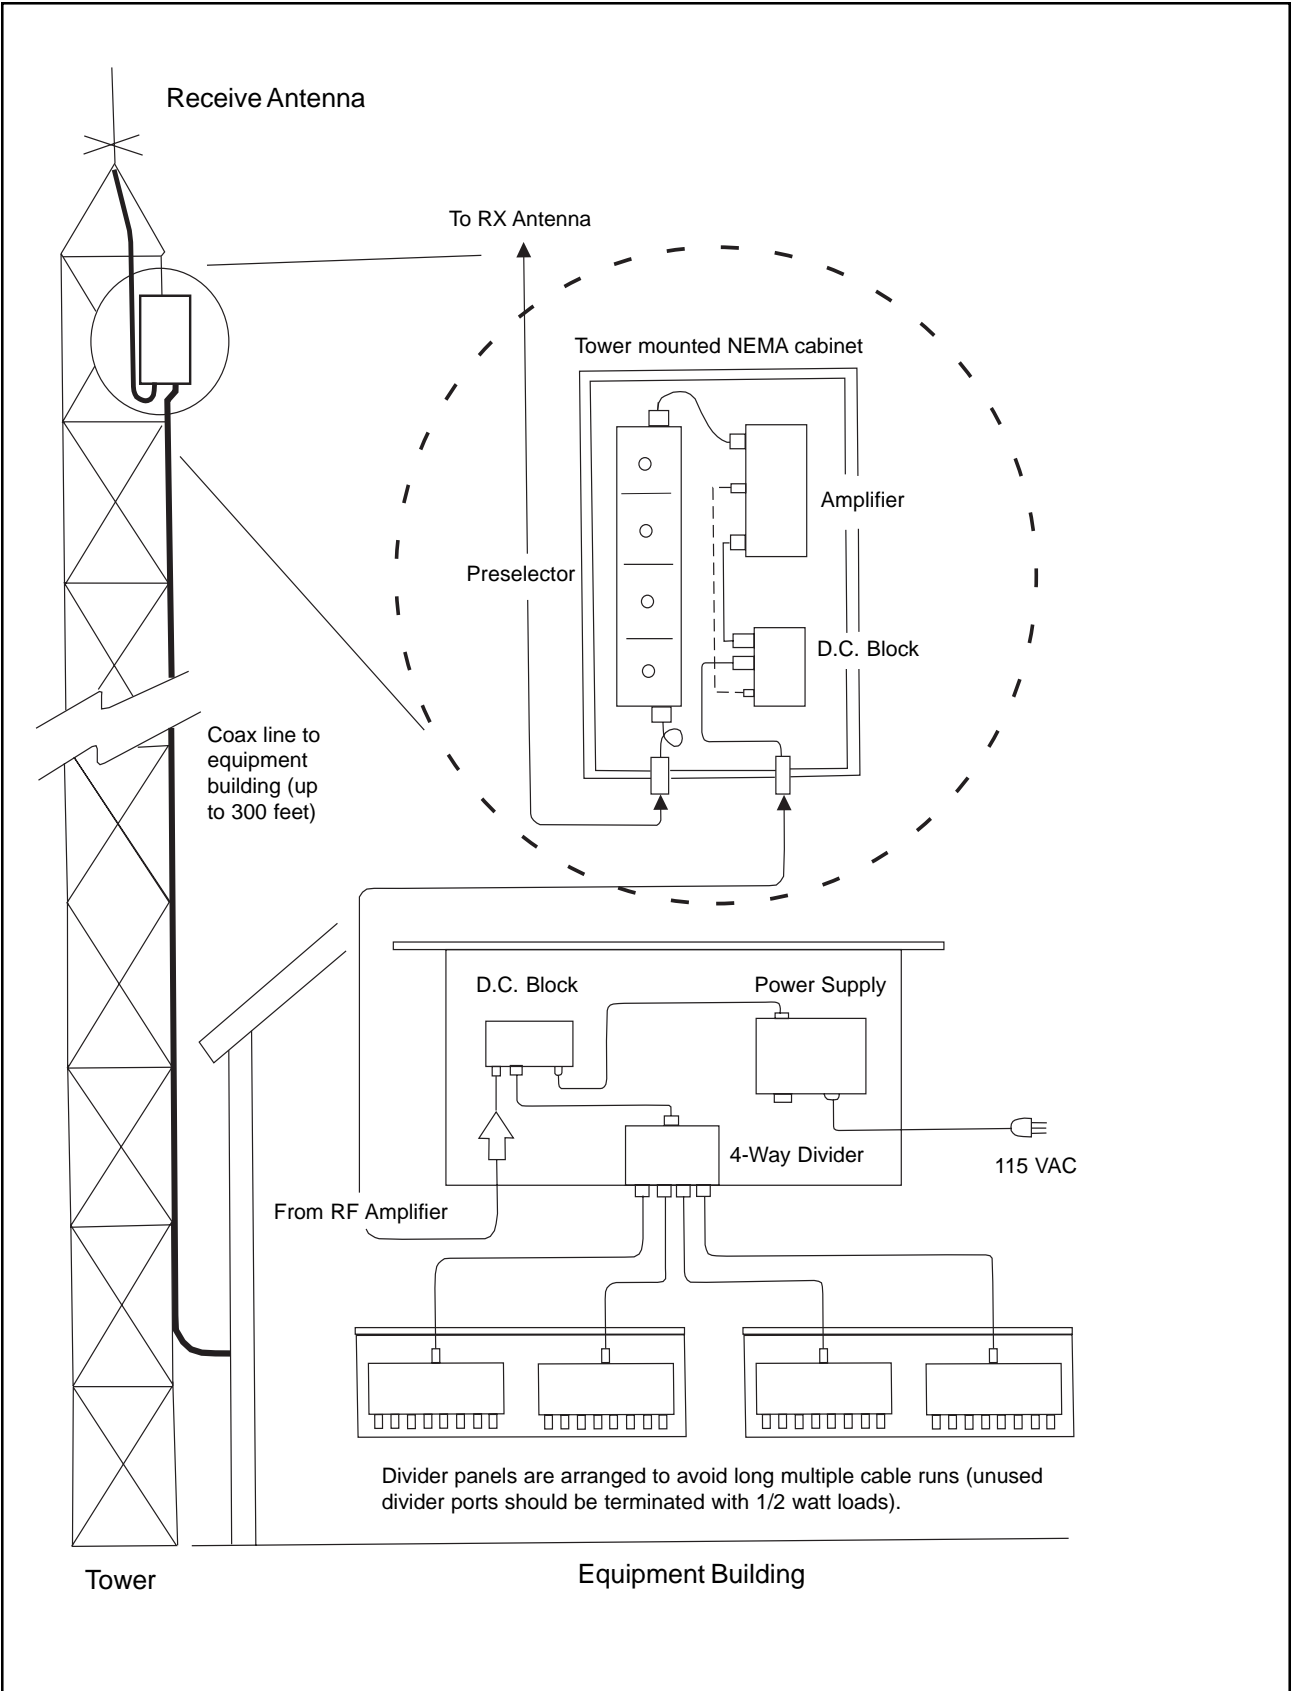 Receive Antenna
To RX Antenna
Tower mounted NEMA cabinet
Amplifier
Preselector
D.C. Block
Coax line to
equipment
building (up
to 300 feet)
D.C. Block
Power Supply
4-Way Divider
115 VAC
From RF Amplifier
Divider panels are arranged to avoid long multiple cable runs (unused
divider ports should be terminated with 1/2 watt loads).
Tower
Equipment Building